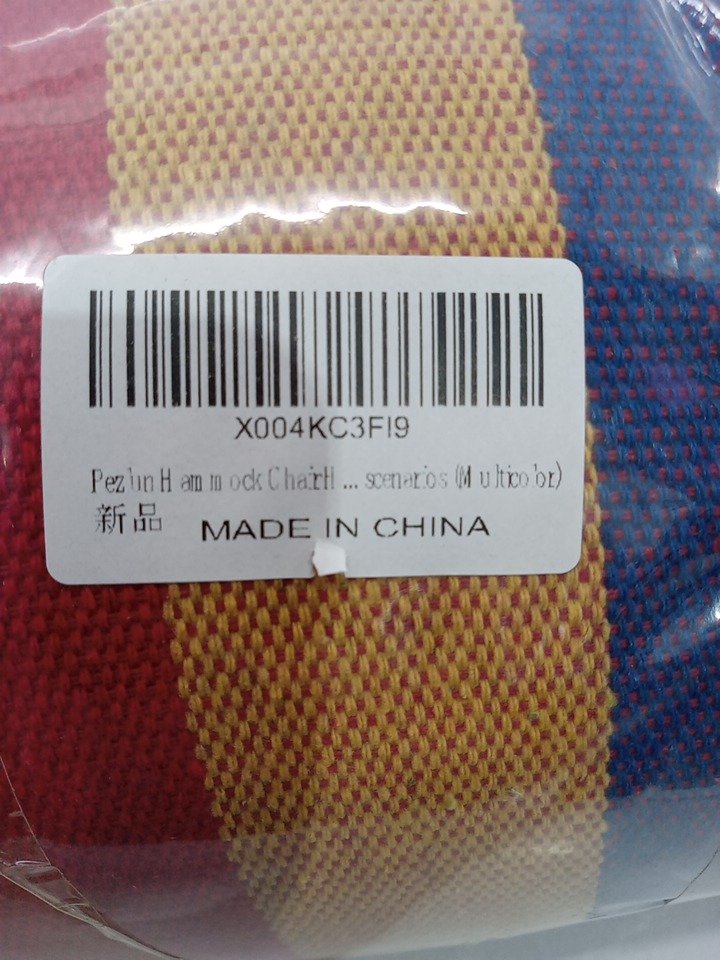 X004KC3FI9
Pezlun Hammock ChairH ... scenarios (Multicolor)
新品 MADE IN CHINA